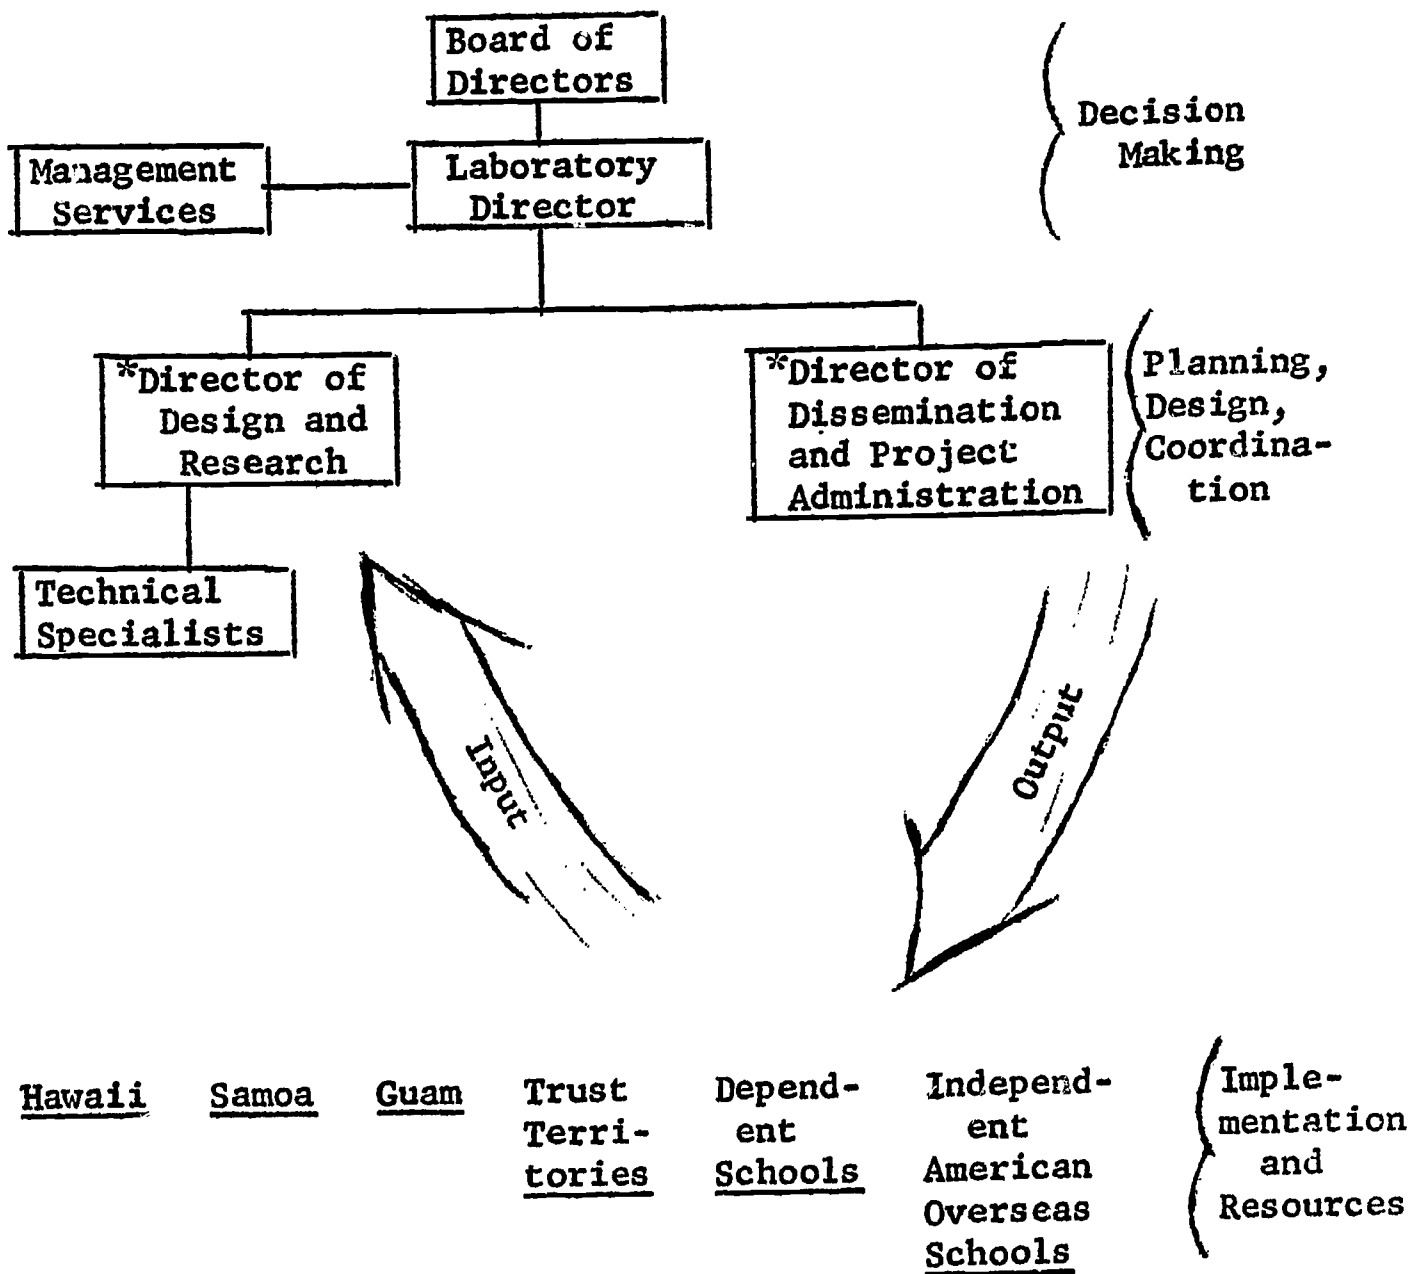 Board of
Directors
Decision
Making
Management
Services
Laboratory
Director
*Director of
Design and
Research
*Director of
Dissemination
and Project
Administration
Planning,
Design,
Coordina-
tion
Technical
Specialists
Input
Output
Hawaii
Samoa
Guam
Trust
Terri-
tories
Depend-
ent
Schools
Independ-
ent
American
Overseas
Schools
Imple-
mentation
and
Resources